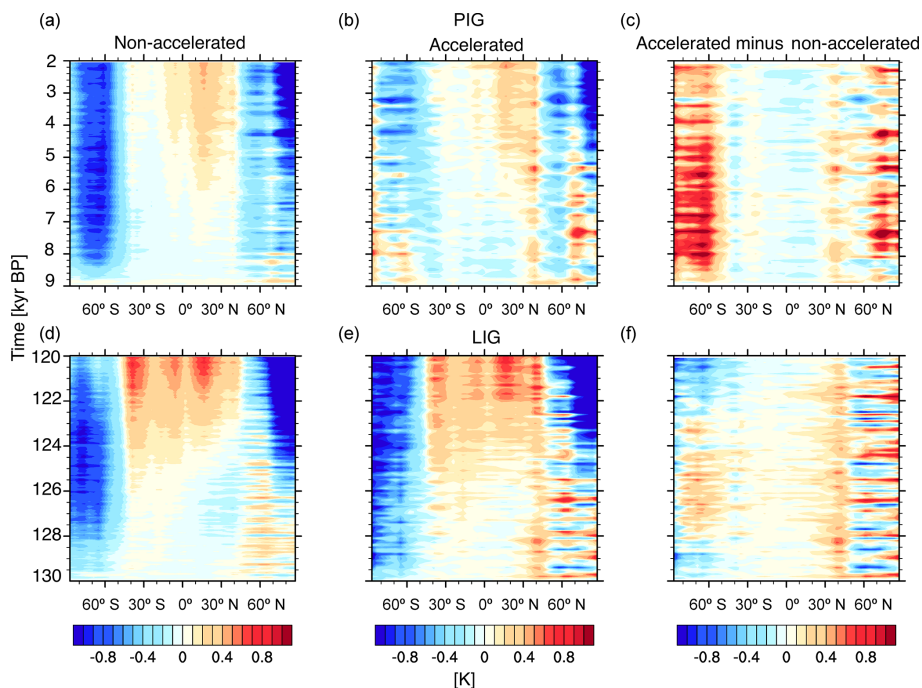 (a) (b) PIG (c)
Non-accelerated Accelerated Accelerated minus non-accelerated
2
3
4
5
6
7
8
9
60º S 30º S 0º 30º N 60º N 60º S 30º S 0º 30º N 60º N 60º S 30º S 0º 30º N 60º N
Time [kyr BP]
(d) (e) LIG (f)
120
122
124
126
128
130
60º S 30º S 0º 30º N 60º N 60º S 30º S 0º 30º N 60º N 60º S 30º S 0º 30º N 60º N
-0.8 -0.4 0 0.4 0.8 -0.8 -0.4 0 0.4 0.8 -0.8 -0.4 0 0.4 0.8
[K]